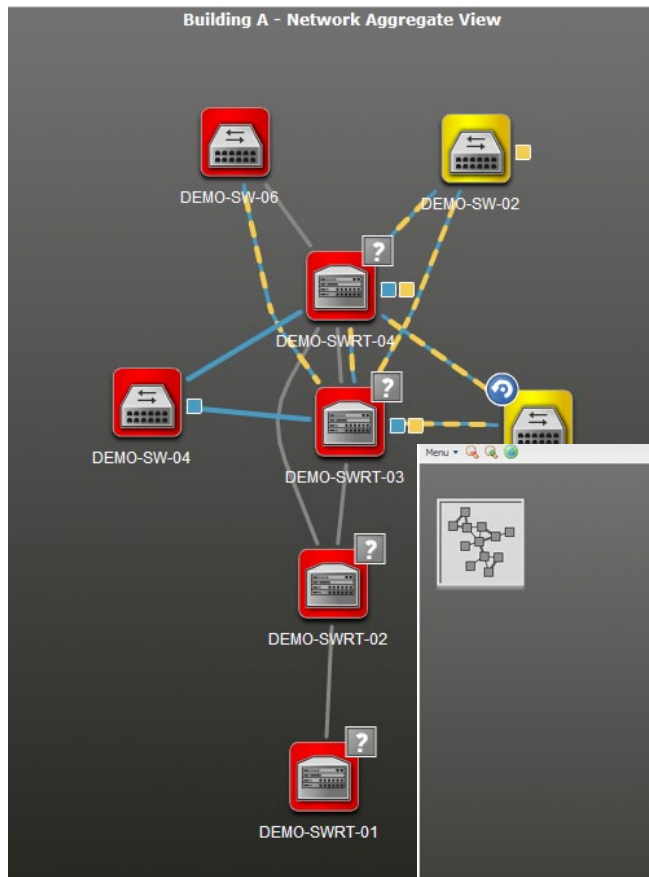 Building A - Network Aggregate View
DEMO-SW-06
DEMO-SW-02
?
DEMO-SWRT-04
?
DEMO-SW-04
DEMO-SWRT-03
Menu
?
DEMO-SWRT-02
?
DEMO-SWRT-01